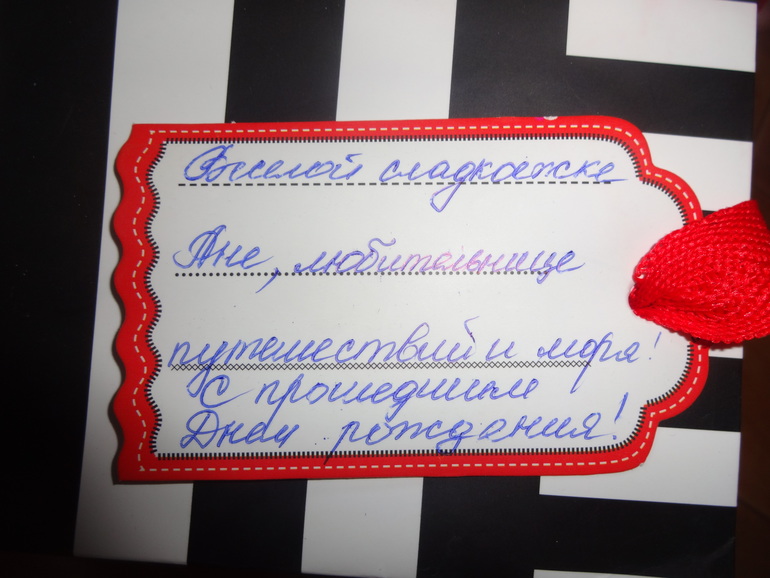 Веселой сладкоежке
Ане, любительнице
путешествий и моря!
С прошедшим
Днем рождения!